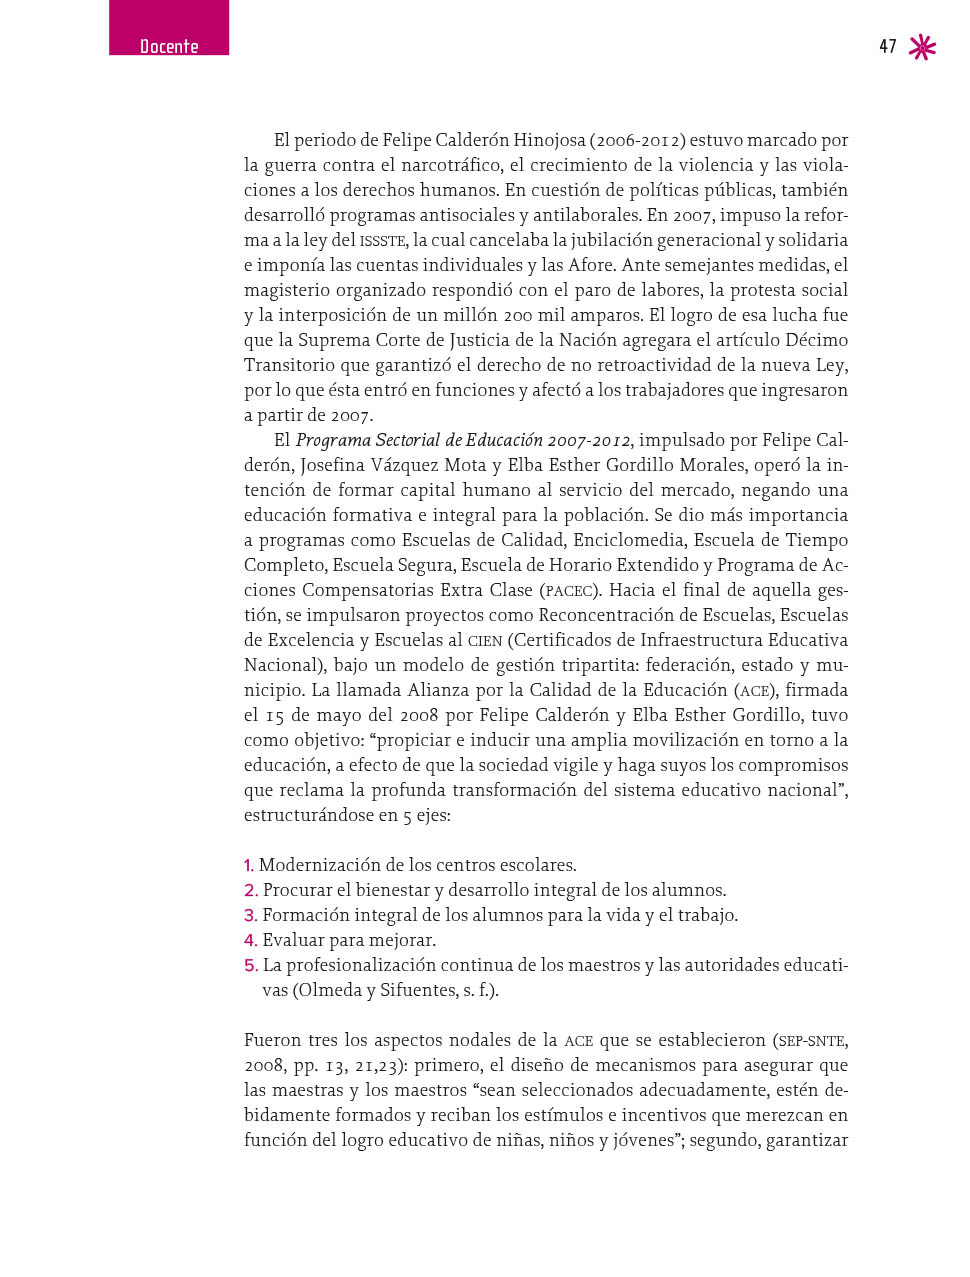 Docente
47
El periodo de Felipe Calderón Hinojosa (2006-2012) estuvo marcado por
la guerra contra el narcotráfico, el crecimiento de la violencia y las viola-
ciones a los derechos humanos. En cuestión de políticas públicas, también
desarrolló programas antisociales y antilaborales. En 2007, impuso la refor-
ma a la ley del ISSSTE, la cual cancelaba la jubilación generacional y solidaria
e imponía las cuentas individuales y las Afore. Ante semejantes medidas, el
magisterio organizado respondió con el paro de labores, la protesta social
y la interposición de un millón 200 mil amparos. El logro de esa lucha fue
que la Suprema Corte de Justicia de la Nación agregara el artículo Décimo
Transitorio que garantizó el derecho de no retroactividad de la nueva Ley,
por lo que ésta entró en funciones y afectó a los trabajadores que ingresaron
a partir de 2007.
El Programa Sectorial de Educación 2007-2012, impulsado por Felipe Cal-
derón, Josefina Vázquez Mota y Elba Esther Gordillo Morales, operó la in-
tención de formar capital humano al servicio del mercado, negando una
educación formativa e integral para la población. Se dio más importancia
a programas como Escuelas de Calidad, Enciclomedia, Escuela de Tiempo
Completo, Escuela Segura, Escuela de Horario Extendido y Programa de Ac-
ciones Compensatorias Extra Clase (PACEC). Hacia el final de aquella ges-
tión, se impulsaron proyectos como Reconcentración de Escuelas, Escuelas
de Excelencia y Escuelas al CIEN (Certificados de Infraestructura Educativa
Nacional), bajo un modelo de gestión tripartita: federación, estado y mu-
nicipio. La llamada Alianza por la Calidad de la Educación (ACE), firmada
el 15 de mayo del 2008 por Felipe Calderón y Elba Esther Gordillo, tuvo
como objetivo: “propiciar e inducir una amplia movilización en torno a la
educación, a efecto de que la sociedad vigile y haga suyos los compromisos
que reclama la profunda transformación del sistema educativo nacional”,
estructurándose en 5 ejes:
1. Modernización de los centros escolares.
2. Procurar el bienestar y desarrollo integral de los alumnos.
3. Formación integral de los alumnos para la vida y el trabajo.
4. Evaluar para mejorar.
5. La profesionalización continua de los maestros y las autoridades educati-
vas (Olmeda y Sifuentes, s. f.).
Fueron tres los aspectos nodales de la ACE que se establecieron (SEP-SNTE,
2008, pp. 13, 21,23): primero, el diseño de mecanismos para asegurar que
las maestras y los maestros “sean seleccionados adecuadamente, estén de-
bidamente formados y reciban los estímulos e incentivos que merezcan en
función del logro educativo de niñas, niños y jóvenes”; segundo, garantizar